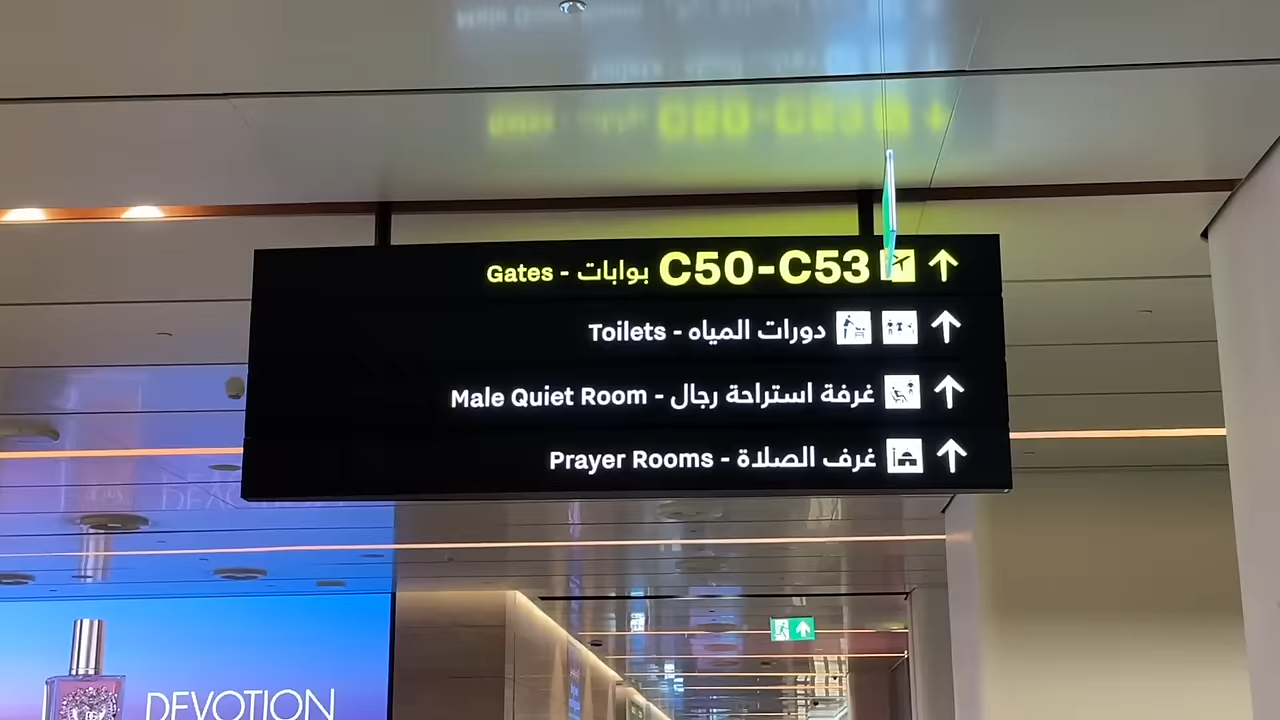 Gates - بوابات C50-C53
Toilets - دورات المياه
Male Quiet Room - غرفة استراحة رجال
Prayer Rooms - غرف الصلاة
DEVOTION